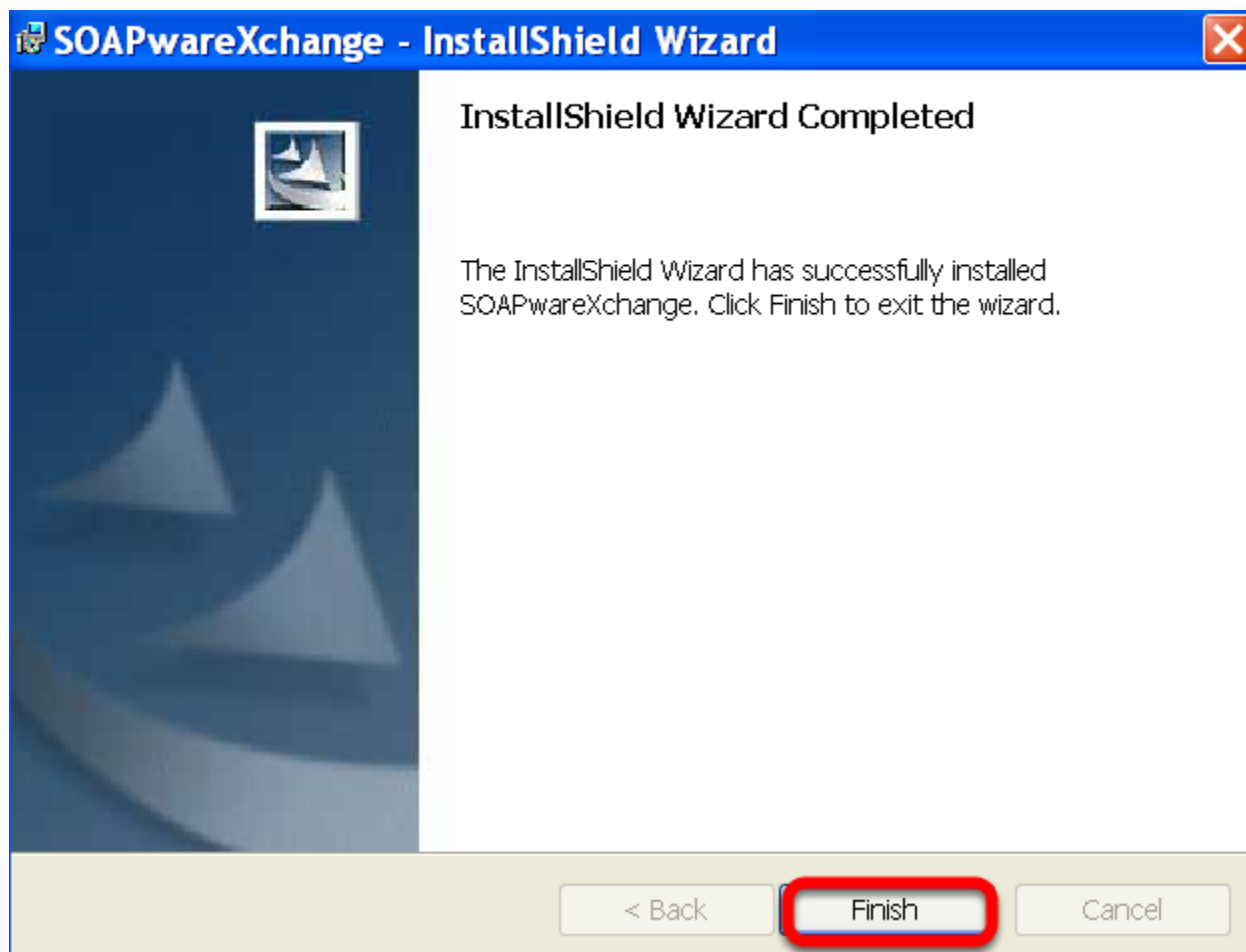 SOAPwareXchange - InstallShield Wizard
InstallShield Wizard Completed
The InstallShield Wizard has successfully installed
SOAPwareXchange. Click Finish to exit the wizard.
< Back
Finish
Cancel